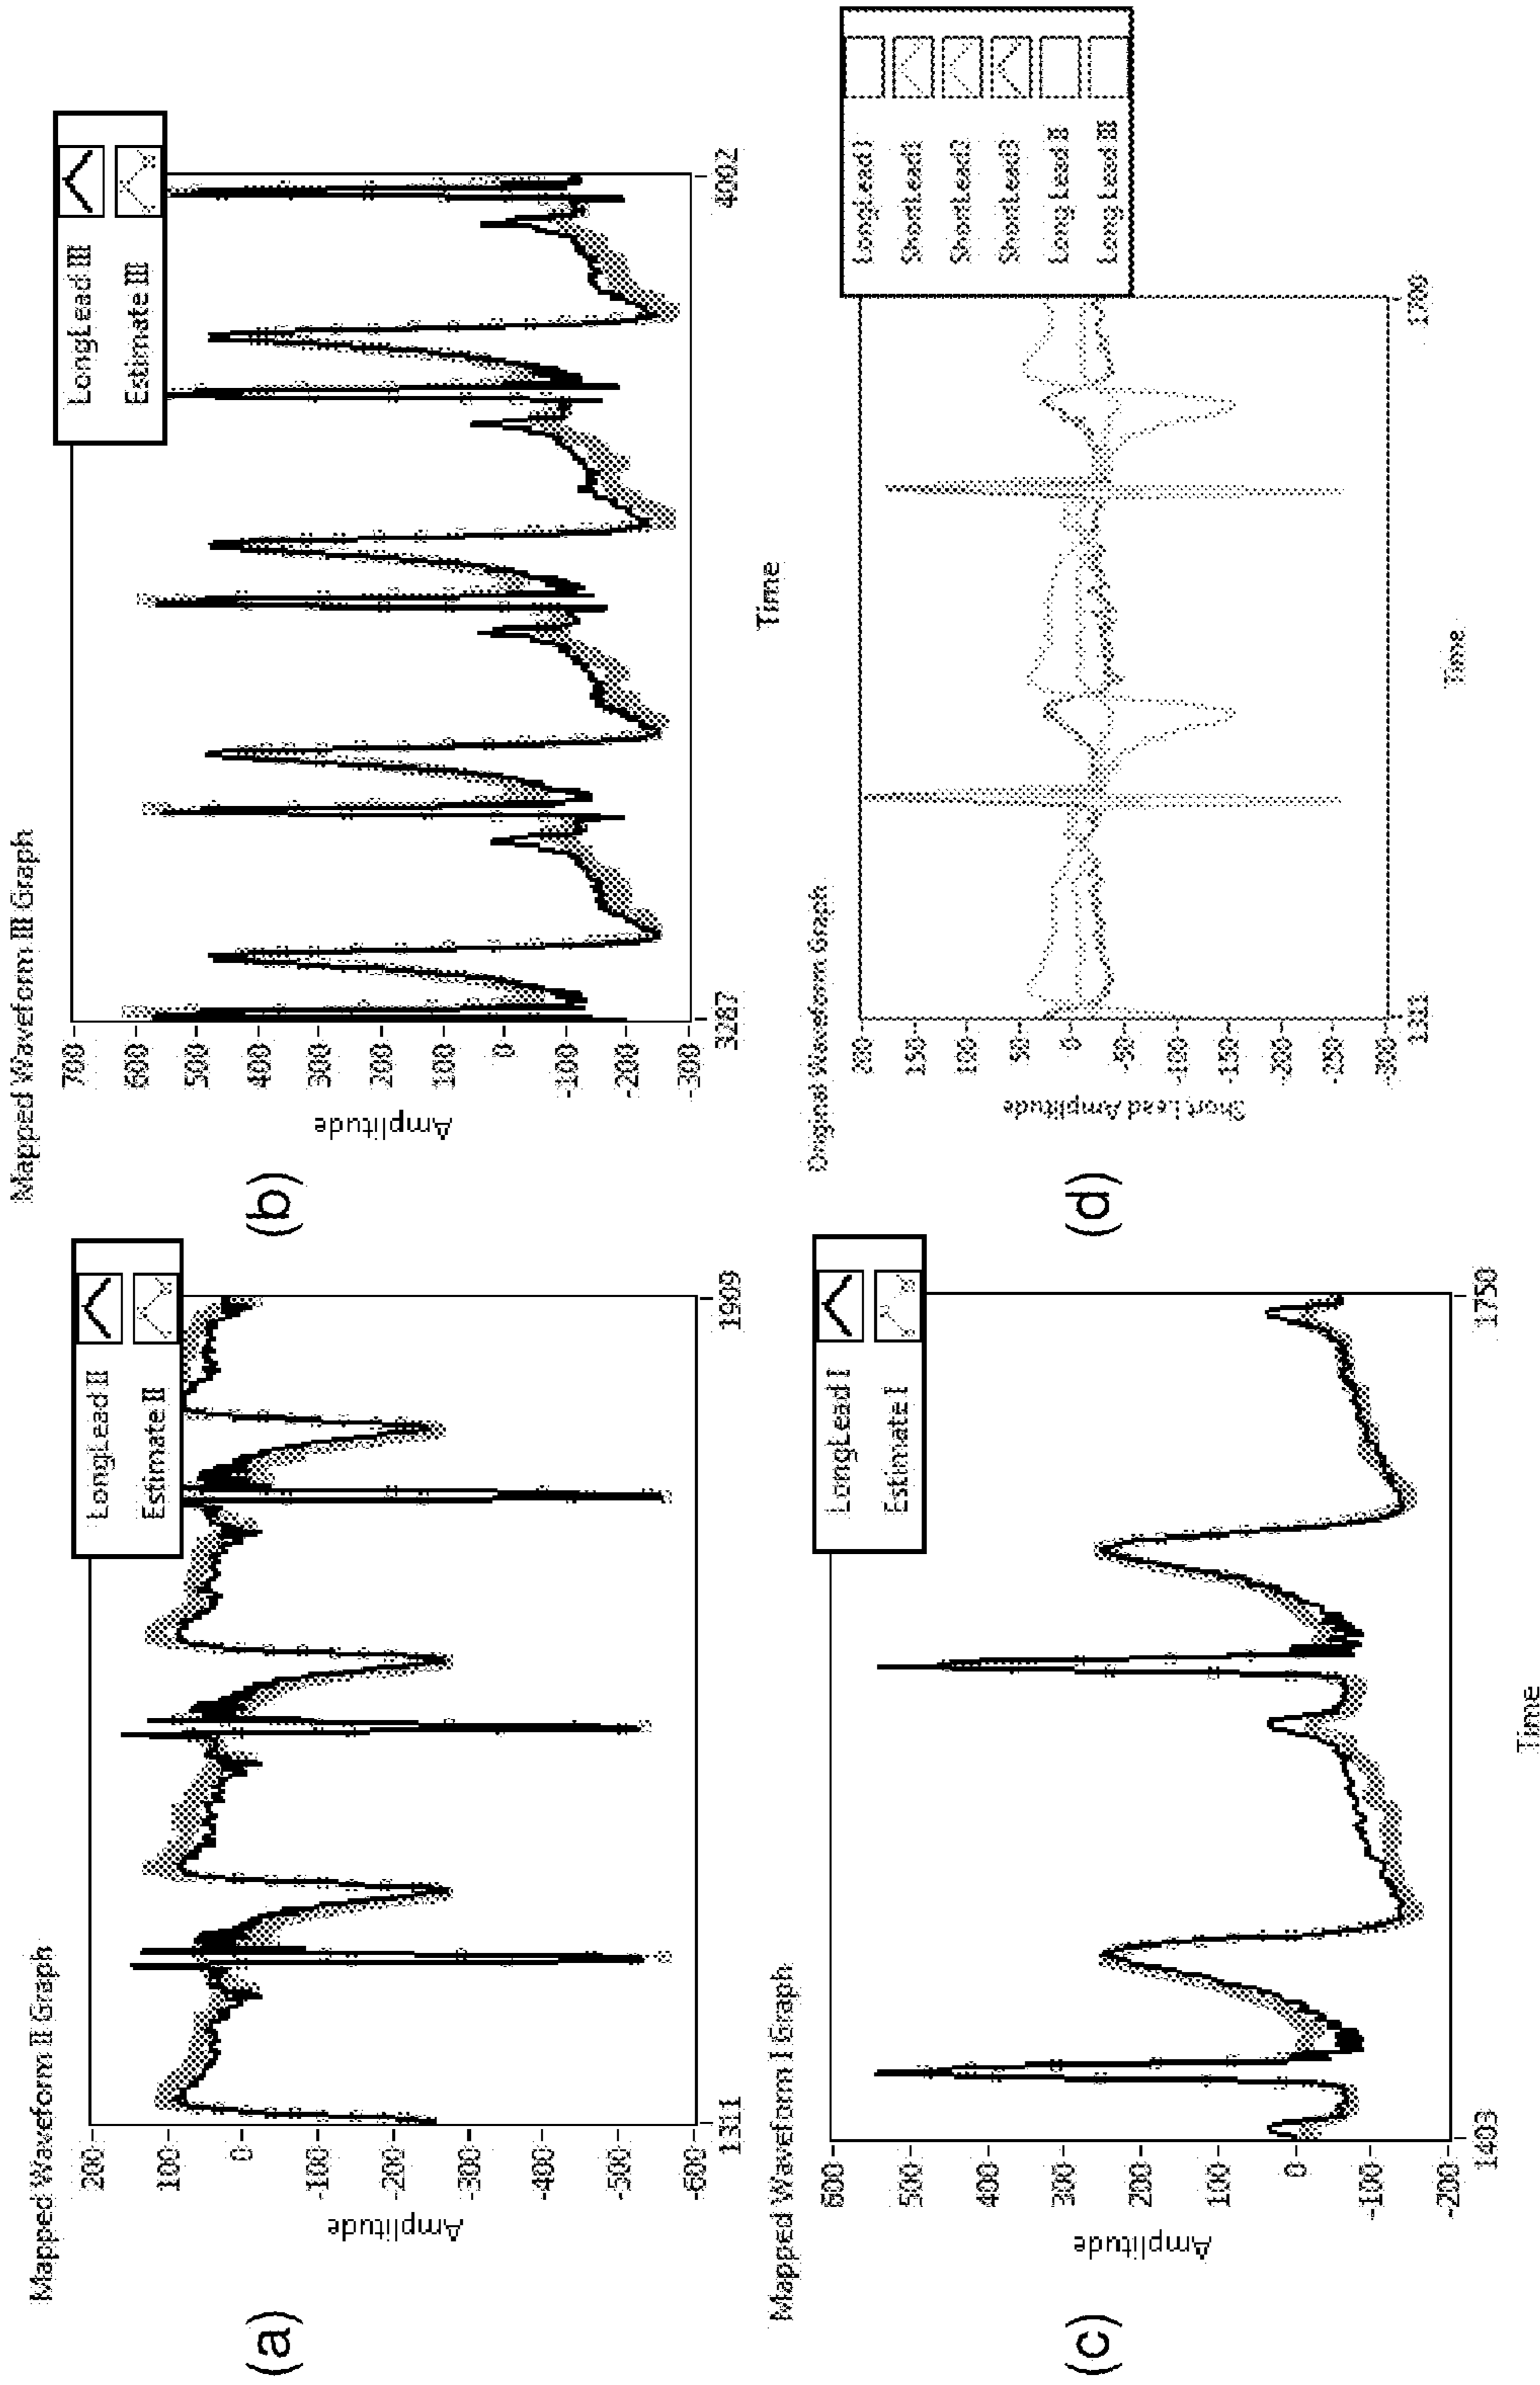 (a)
Mapped Waveform II Graph
LongLead II
Estimate II
Amplitude
200
100
0
-100
-200
-300
-400
-500
-600
1311
1909
(b)
Mapped Waveform III Graph
LongLead III
Estimate III
Amplitude
700
600
500
400
300
200
100
0
-100
-200
-300
3287
4002
Time
(c)
Mapped Waveform I Graph
LongLead I
Estimate I
Amplitude
600
500
400
300
200
100
0
-100
-200
1403
1750
Time
(d)
Original Waveform Graph
LongLead I
ShortLead1
ShortLead2
ShortLead3
Long Lead II
Long Lead III
Short Lead Amplitude
200
150
100
50
0
-50
-100
-150
-200
-250
-300
Time